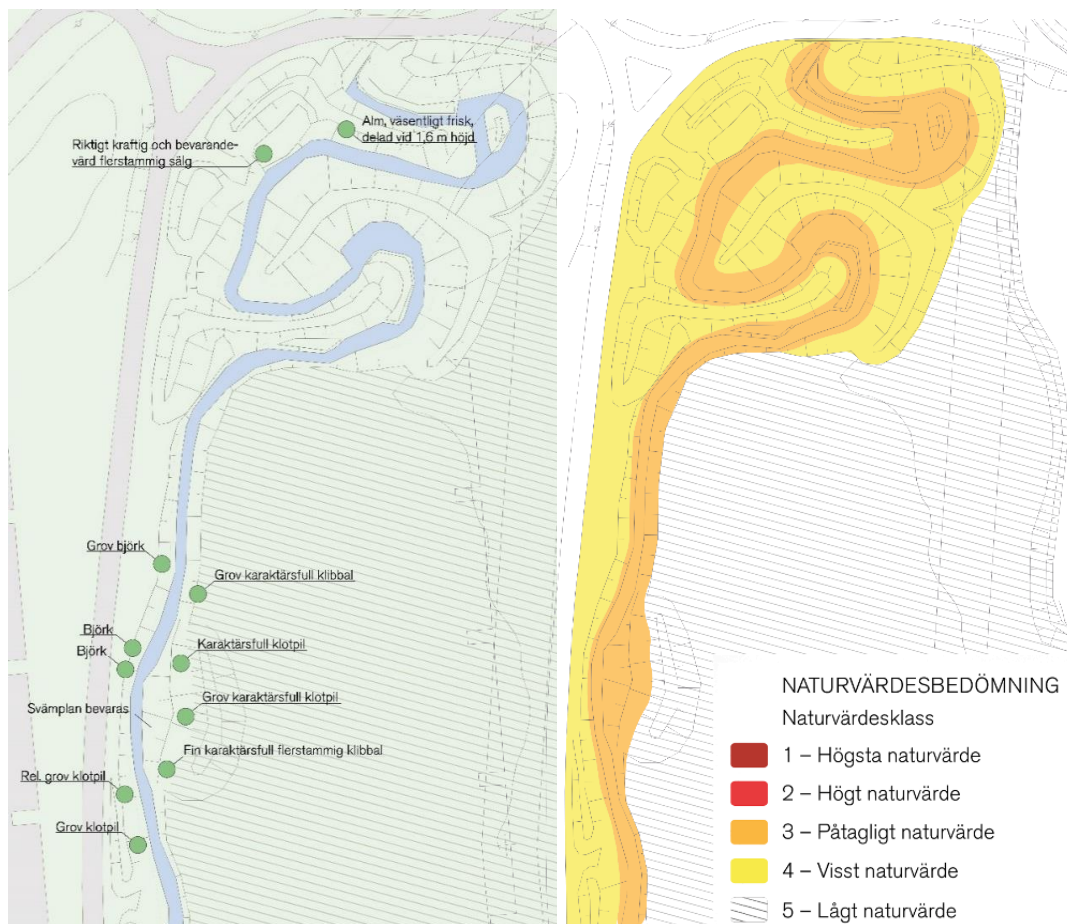 Alm, väsentligt frisk,
delad vid 1,6 m höjd
Riktigt kraftig och bevarande-
värd flerstammig sälg
Grov björk
Grov karaktärsfull klibbal
Björk
Björk
Karaktärsfull klotpil
Svämplan bevaras
Grov karaktärsfull klotpil
Fin karaktärsfull flerstammig klibbal
Rel. grov klotpil
Grov klotpil
NATURVÄRDESBEDÖMNING
Naturvärdesklass
1 – Högsta naturvärde
2 – Högt naturvärde
3 – Påtagligt naturvärde
4 – Visst naturvärde
5 – Lågt naturvärde